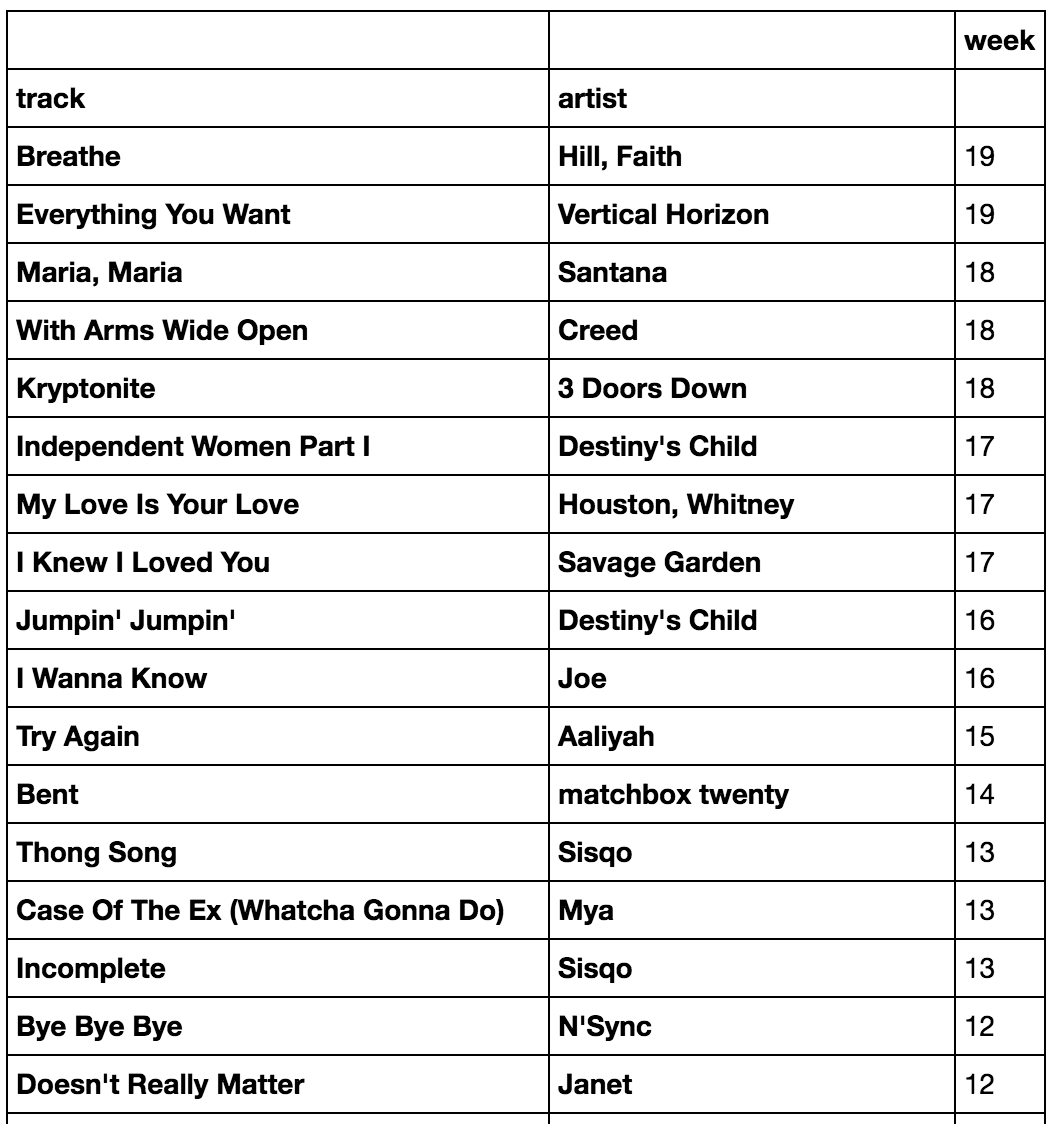 week
track artist
Breathe Hill, Faith 19
Everything You Want Vertical Horizon 19
Maria, Maria Santana 18
With Arms Wide Open Creed 18
Kryptonite 3 Doors Down 18
Independent Women Part I Destiny's Child 17
My Love Is Your Love Houston, Whitney 17
I Knew I Loved You Savage Garden 17
Jumpin' Jumpin' Destiny's Child 16
I Wanna Know Joe 16
Try Again Aaliyah 15
Bent matchbox twenty 14
Thong Song Sisqo 13
Case Of The Ex (Whatcha Gonna Do) Mya 13
Incomplete Sisqo 13
Bye Bye Bye N'Sync 12
Doesn't Really Matter Janet 12